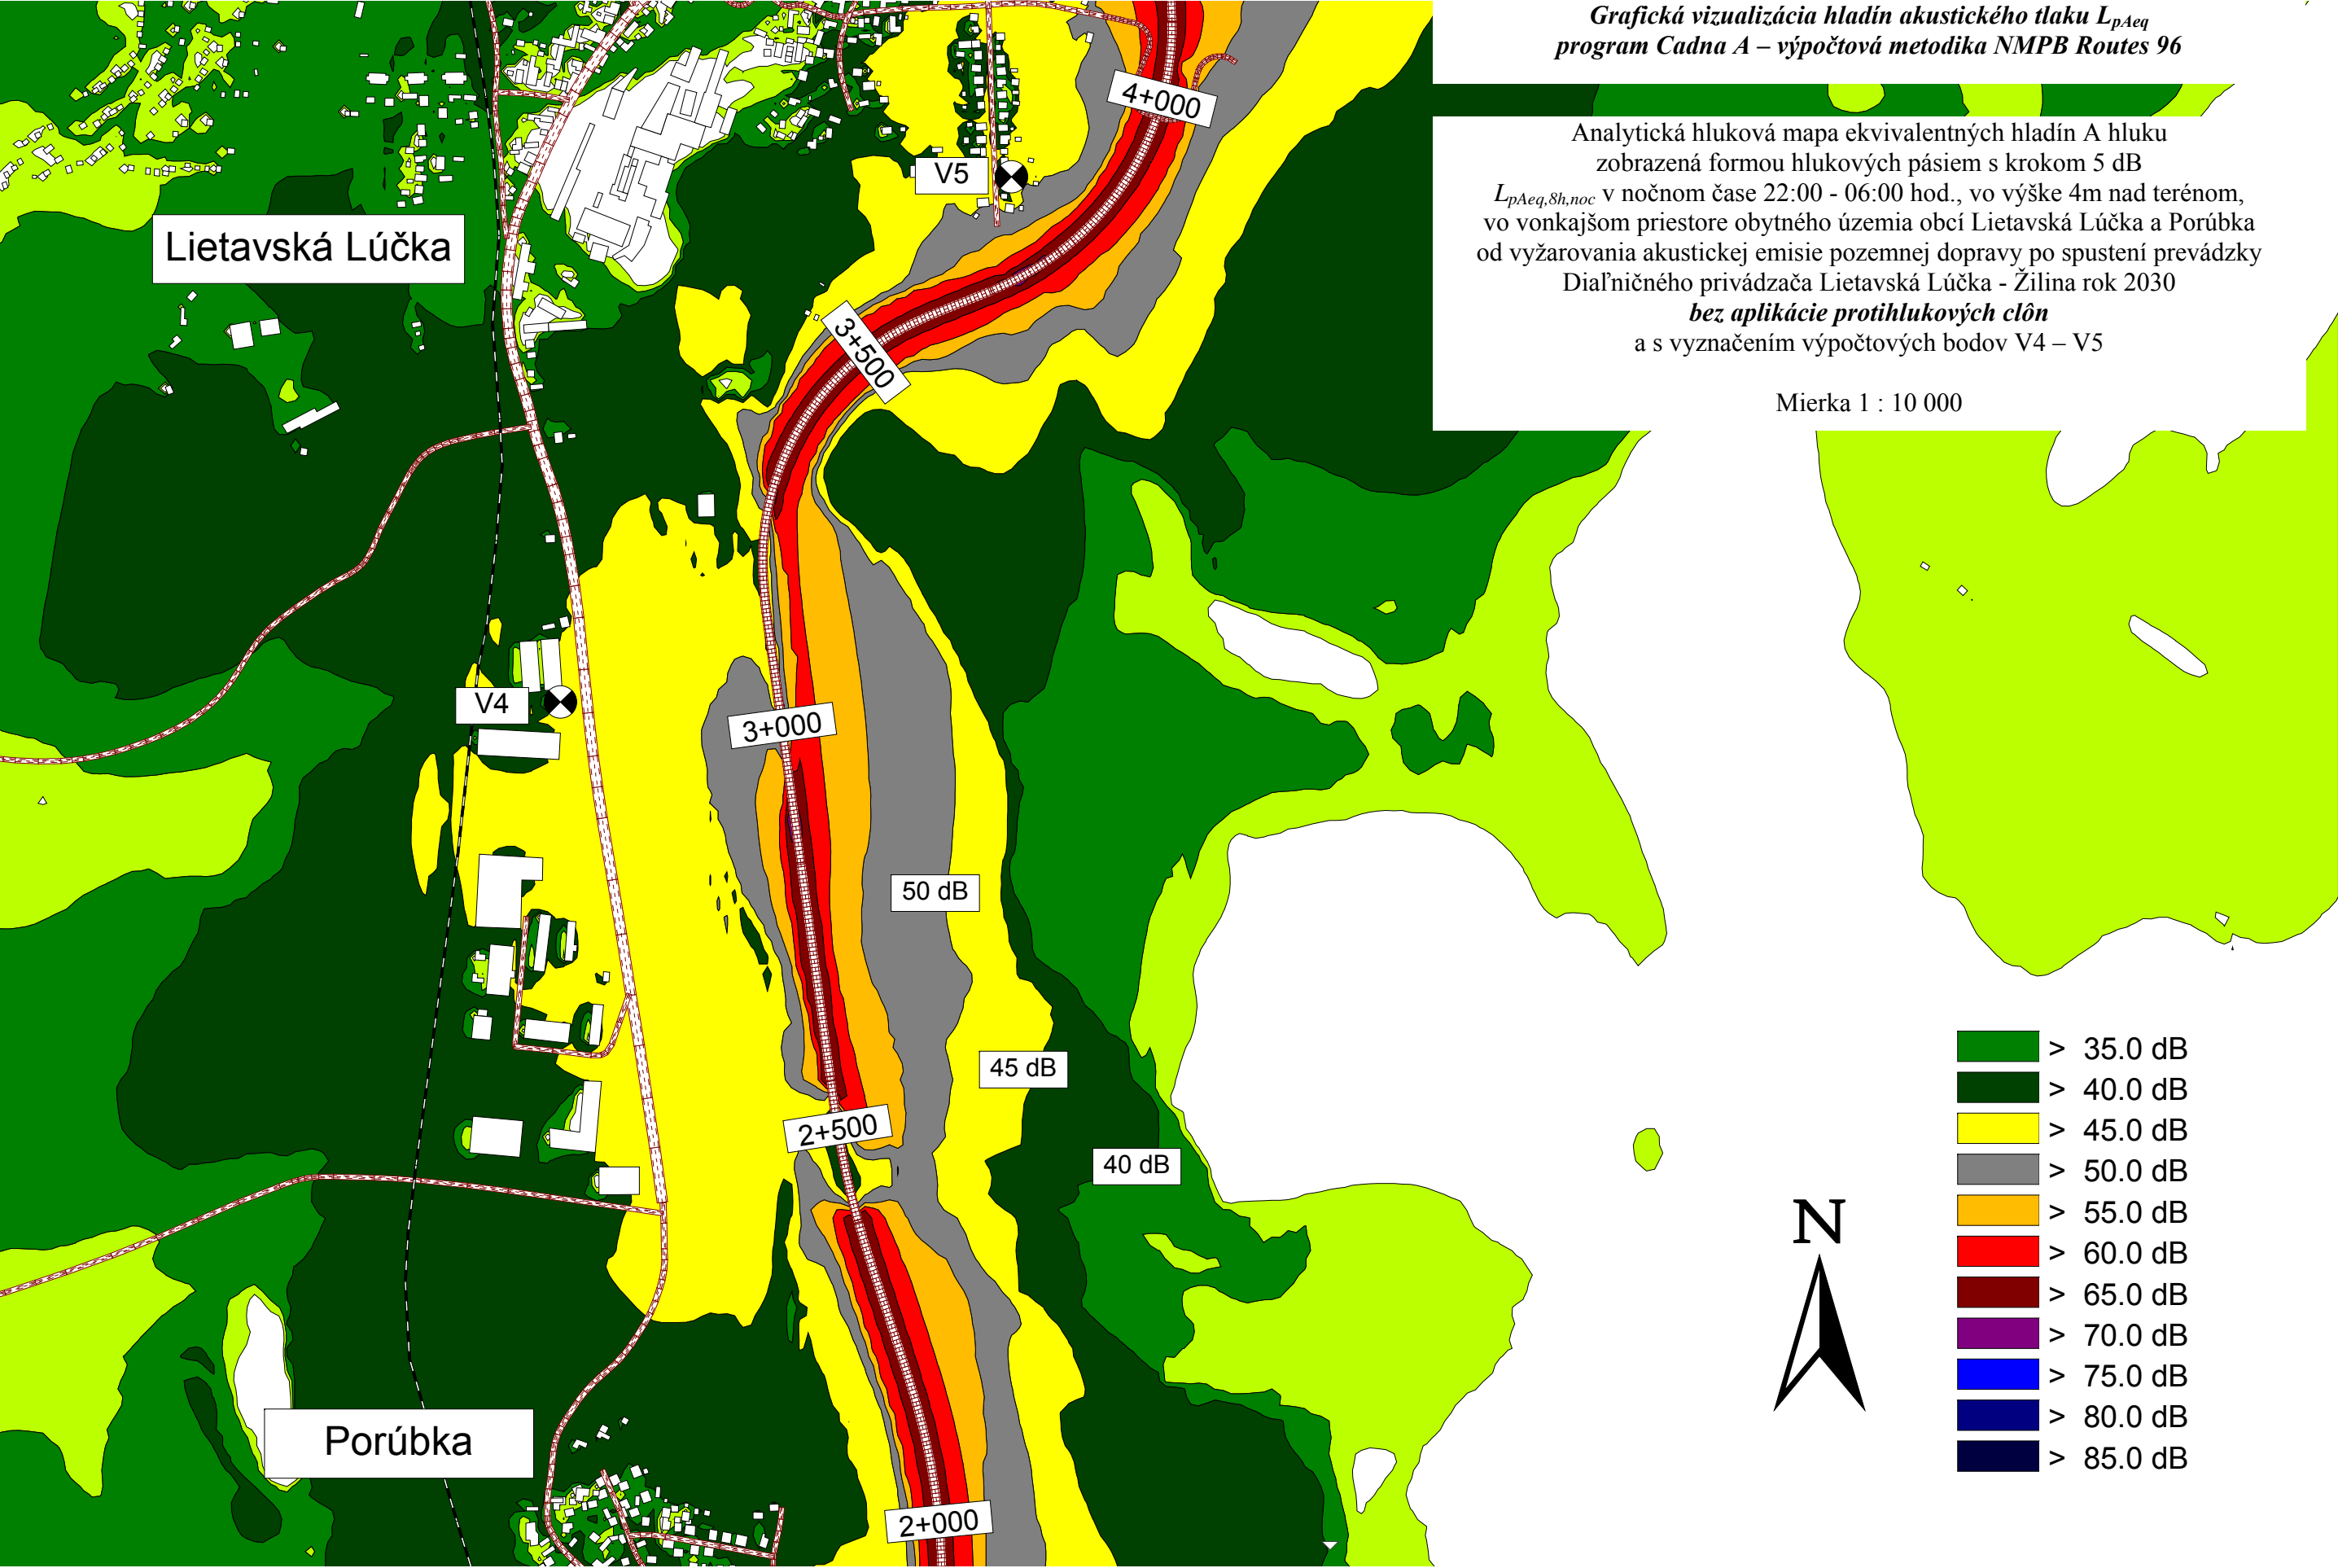 Grafická vizualizácia hladín akustického tlaku LpAeq
program Cadna A – výpočtová metodika NMPB Routes 96
Analytická hluková mapa ekvivalentných hladín A hluku
zobrazená formou hlukových pásiem s krokom 5 dB
LpAeq,8h,noc v nočnom čase 22:00 - 06:00 hod., vo výške 4m nad terénom,
vo vonkajšom priestore obytného územia obcí Lietavská Lúčka a Porúbka
od vyžarovania akustickej emisie pozemnej dopravy po spustení prevádzky
Diaľničného privádzača Lietavská Lúčka - Žilina rok 2030
bez aplikácie protihlukových clôn
a s vyznačením výpočtových bodov V4 – V5
Mierka 1 : 10 000
4+000
V5
Lietavská Lúčka
3+500
V4
3+000
50 dB
45 dB
2+500
40 dB
Porúbka
2+000
N
> 35.0 dB
> 40.0 dB
> 45.0 dB
> 50.0 dB
> 55.0 dB
> 60.0 dB
> 65.0 dB
> 70.0 dB
> 75.0 dB
> 80.0 dB
> 85.0 dB